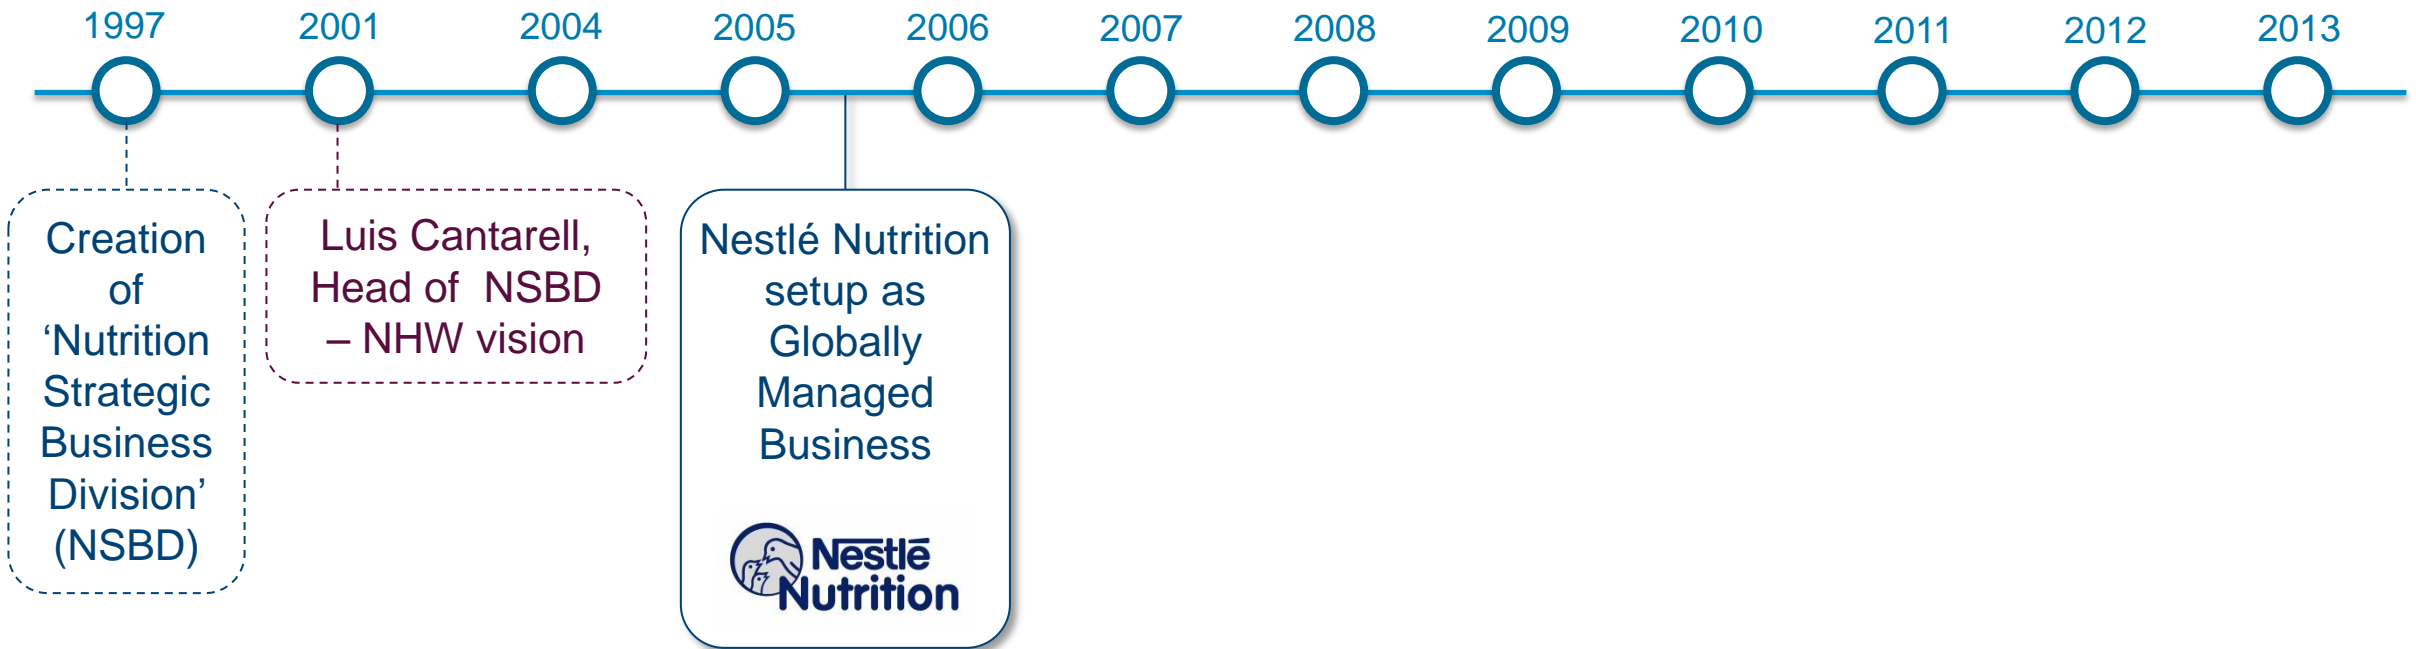 1997 2001 2004 2005 2006 2007 2008 2009 2010 2011 2012 2013
Creation
of
‘Nutrition
Strategic
Business
Division’
(NSBD)
Luis Cantarell,
Head of NSBD
– NHW vision
Nestlé Nutrition
setup as
Globally
Managed
Business
Nestlé
Nutrition